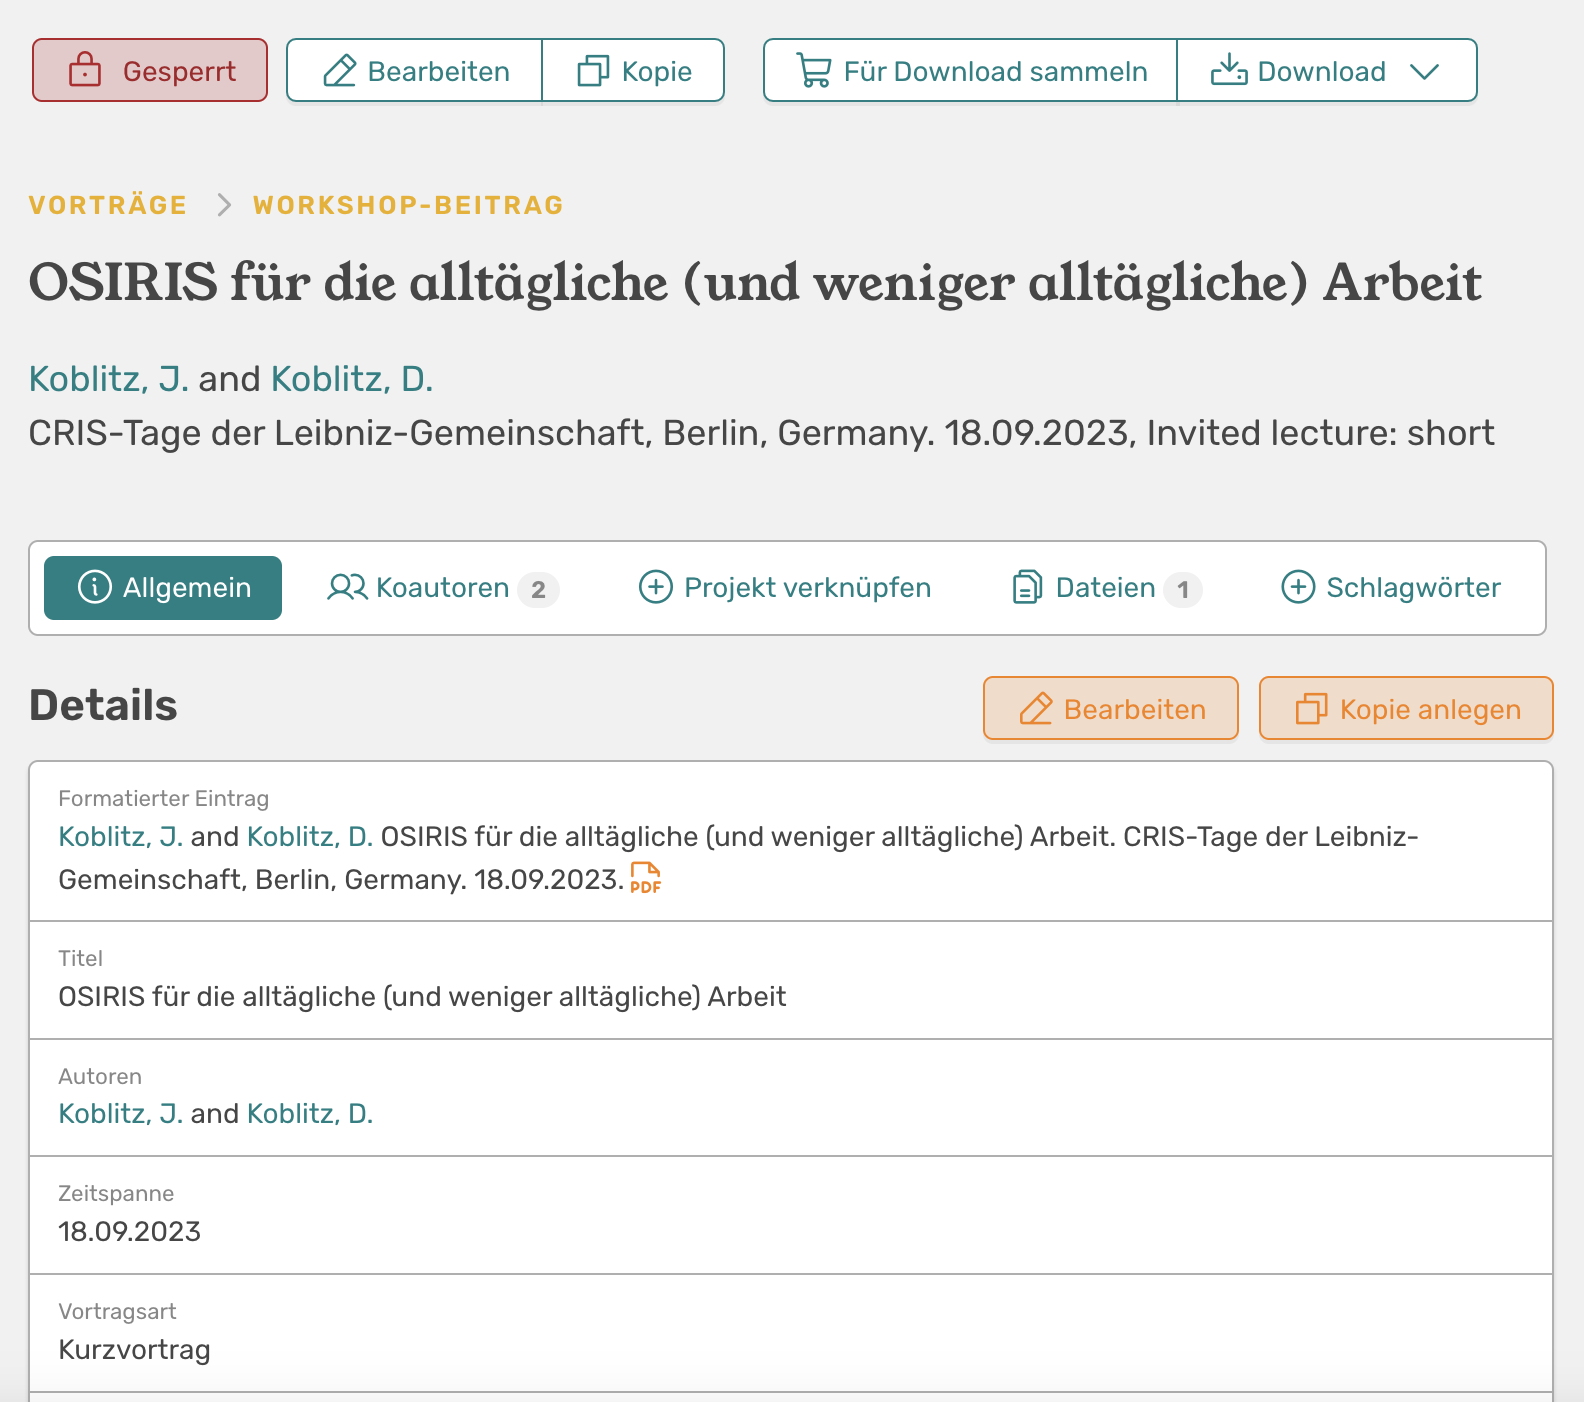 Gesperrt Bearbeiten Kopie Für Download sammeln Download
VORTRÄGE WORKSHOP-BEITRAG
OSIRIS für die alltägliche (und weniger alltägliche) Arbeit
Koblitz, J. and Koblitz, D.
CRIS-Tage der Leibniz-Gemeinschaft, Berlin, Germany. 18.09.2023, Invited lecture: short
Allgemein Koautoren 2 Projekt verknüpfen Dateien 1 Schlagwörter
Details Bearbeiten Kopie anlegen
Formatierter Eintrag
Koblitz, J. and Koblitz, D. OSIRIS für die alltägliche (und weniger alltägliche) Arbeit. CRIS-Tage der Leibniz-
Gemeinschaft, Berlin, Germany. 18.09.2023. PDF
Titel
OSIRIS für die alltägliche (und weniger alltägliche) Arbeit
Autoren
Koblitz, J. and Koblitz, D.
Zeitspanne
18.09.2023
Vortragsart
Kurzvortrag